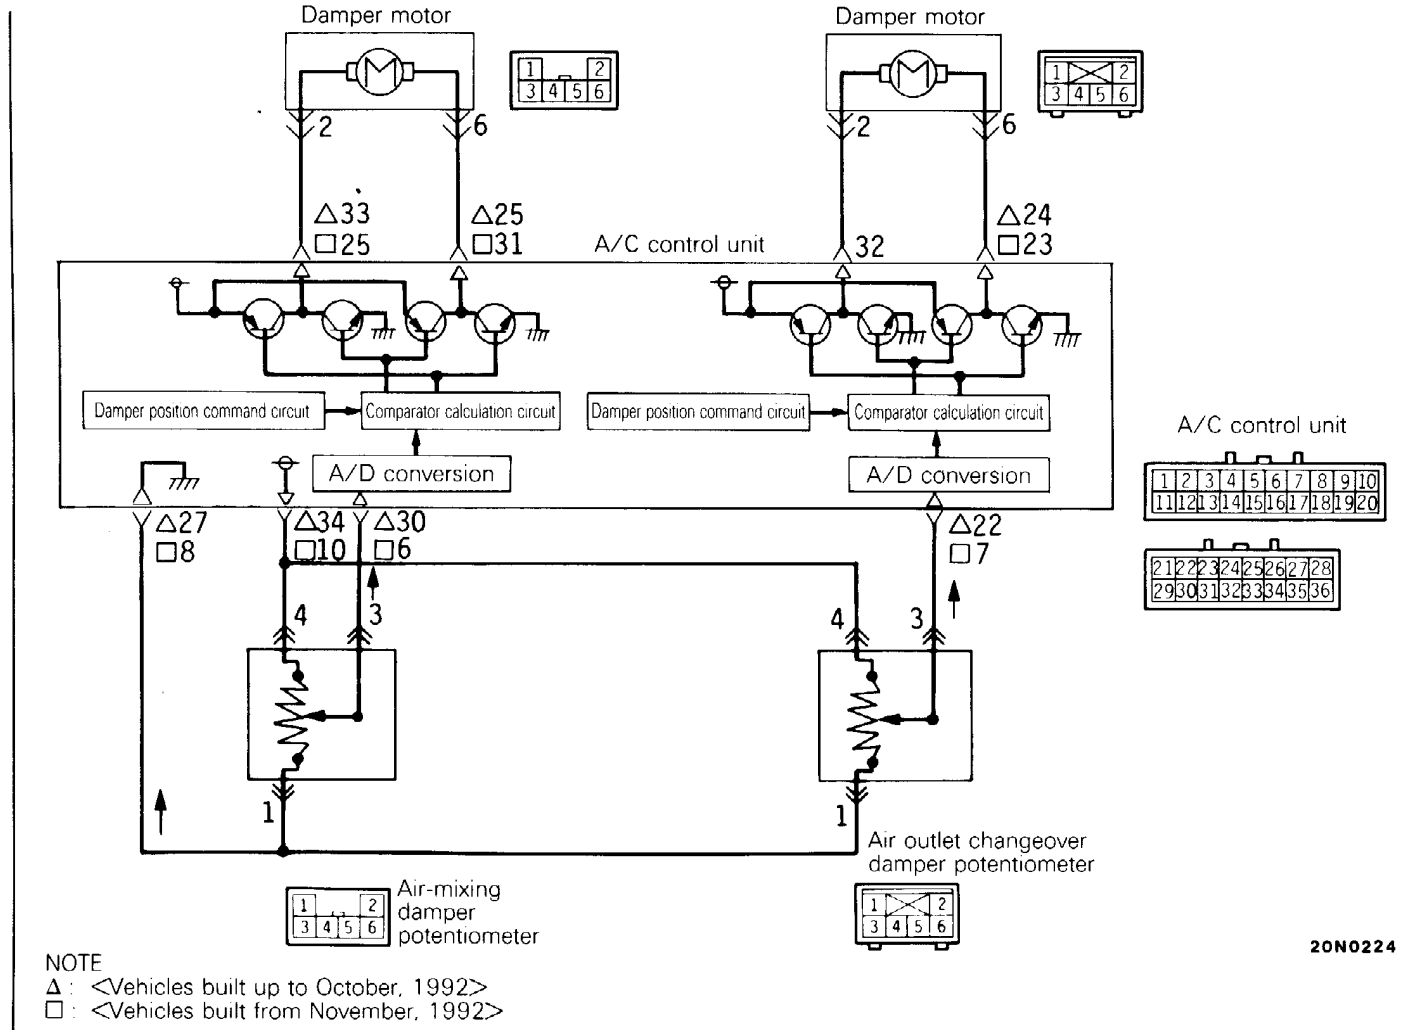 Damper motor
Damper motor
M
M
1 2
3 4 5 6
1 2
3 4 5 6
2
6
2
6
△33
□25
△25
□31
A/C control unit
32
△24
□23
Damper position command circuit
Comparator calculation circuit
Damper position command circuit
Comparator calculation circuit
A/D conversion
A/D conversion
A/C control unit
1 2 3 4 5 6 7 8 9 10
11 12 13 14 15 16 17 18 19 20
21 22 23 24 25 26 27 28
29 30 31 32 33 34 35 36
△27
□8
△34
□10
△30
□6
△22
□7
4
3
4
3
1
1
Air outlet changeover
damper potentiometer
Air-mixing
damper
potentiometer
1 2
3 4 5 6
1 2
3 4 5 6
20N0224
NOTE
△ : <Vehicles built up to October, 1992>
□ : <Vehicles built from November, 1992>